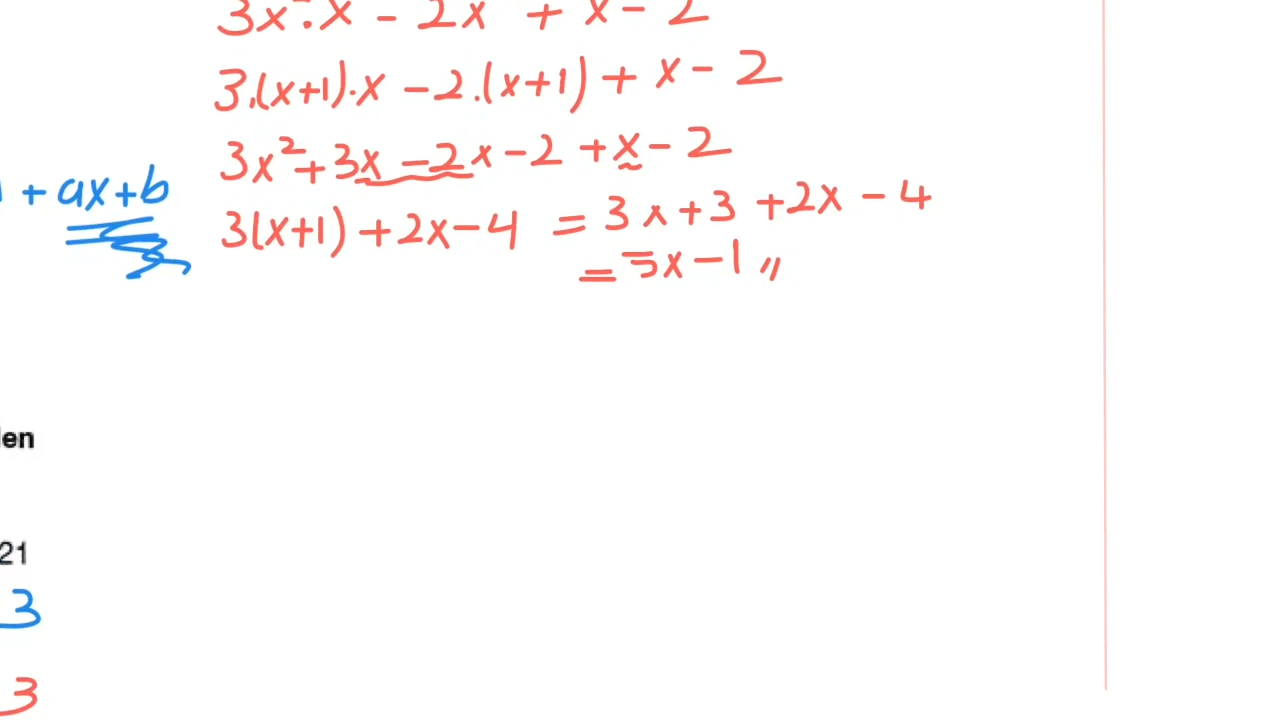 3x²·x - 2x + x - 2
3·(x+1)·x - 2·(x+1) + x - 2
3x² + 3x - 2x - 2 + x - 2
+ ax+b
3(x+1) + 2x - 4 = 3x + 3 + 2x - 4
= 5x - 1 //
len
21
3
3